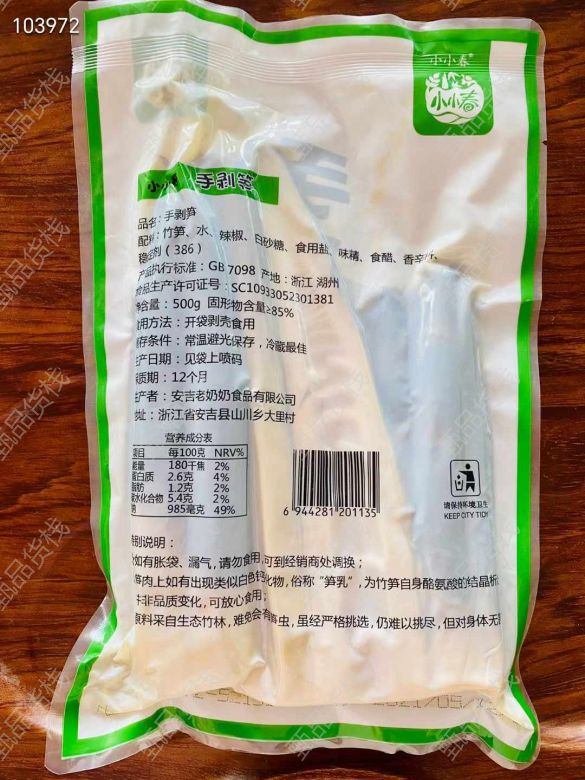 103972
小小春
小小春
小小春 手剥笋
品名：手剥笋
配料：竹笋、水、辣椒、白砂糖、食用盐、味精、食醋、香辛料、
稳定剂（386）
产品执行标准：GB 7098 产地：浙江 湖州
食品生产许可证号：SC10933052301381
净含量：500g 固形物含量≥85%
食用方法：开袋剥壳食用
保存条件：常温避光保存，冷藏最佳
生产日期：见袋上喷码
保质期：12个月
生产者：安吉老奶奶食品有限公司
地址：浙江省安吉县山川乡大里村
营养成分表
项目 每100克 NRV%
能量 180千焦 2%
蛋白质 2.6克 4%
脂肪 1.2克 2%
碳水化合物 5.4克 2%
钠 985毫克 49%
6 944281 201135
请保持环境卫生
KEEP CITY TIDY
特别说明：
如有胀袋、漏气，请勿食用，可到经销商处调换；
笋肉上如有出现类似白色钙化物，俗称“笋乳”，为竹笋自身酪氨酸的结晶析
并非品质变化，可放心食用；
原料采自生态竹林，难免会有笋虫，虽经严格挑选，仍难以挑尽，但对身体无
甄品货栈